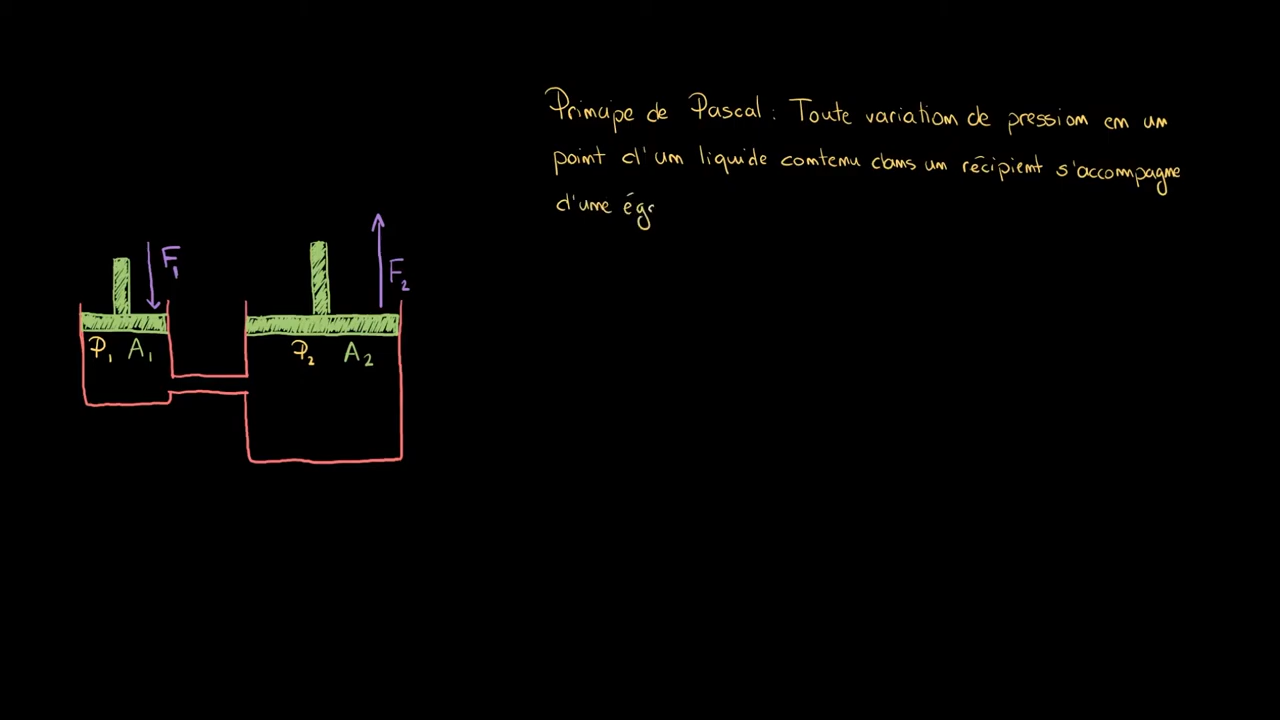 Principe de Pascal : Toute variation de pression en un
point d'un liquide contenu dans un récipient s'accompagne
d'une ég
F₁
F₂
P₁ A₁
P₂ A₂